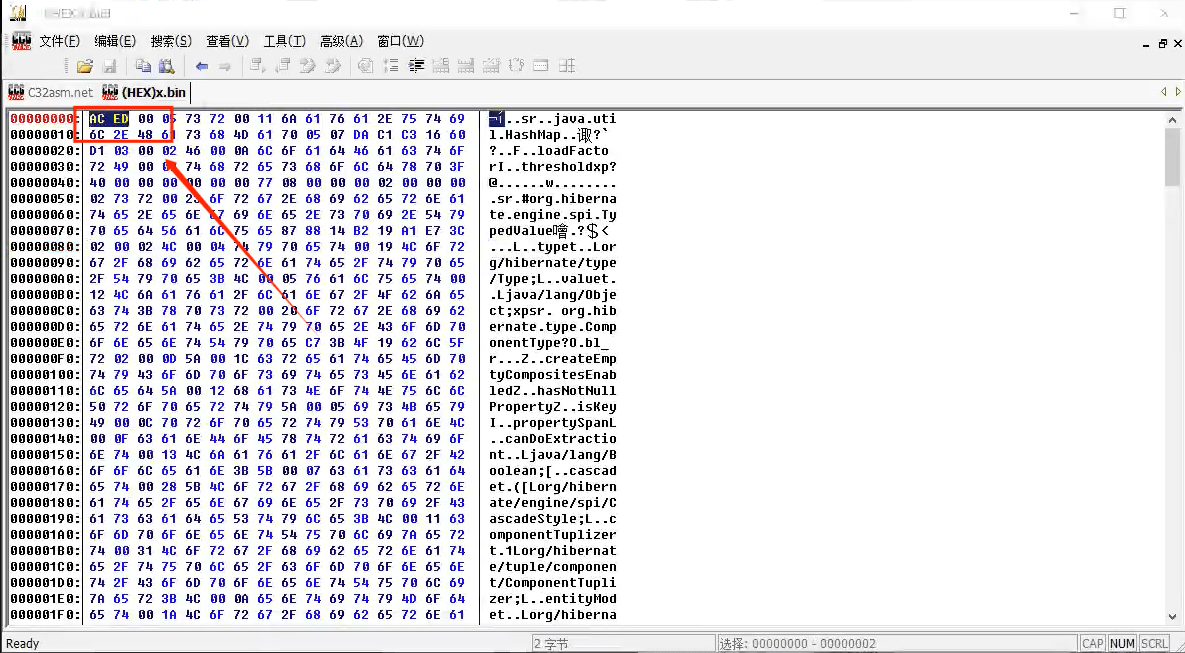 文件(F) 编辑(E) 搜索(S) 查看(V) 工具(T) 高级(A) 窗口(W)
C32asm.net (HEX)x.bin
00000000: AC ED 00 05 73 72 00 11 6A 61 76 61 2E 75 74 69 ..sr..java.uti
00000010: 6C 2E 48 61 73 68 4D 61 70 05 07 DA C1 C3 16 60 l.HashMap..诹?`
00000020: D1 03 00 02 46 00 0A 6C 6F 61 64 46 61 63 74 6F ?..F..loadFacto
00000030: 72 49 00 74 68 72 65 73 68 6F 6C 64 78 70 3F rI..thresholdxp?
00000040: 40 00 00 00 00 00 00 77 08 00 00 00 02 00 00 00 @......w........
00000050: 02 73 72 00 23 6F 72 67 2E 68 69 62 65 72 6E 61 .sr.#org.hiberna
00000060: 74 65 2E 65 6E 67 69 6E 65 2E 73 70 69 2E 54 79 te.engine.spi.Ty
00000070: 70 65 64 56 61 6C 75 65 87 88 14 B2 19 A1 E7 3C pedValue噲.?$<
00000080: 02 00 02 4C 00 04 74 79 70 65 74 00 19 4C 6F 72 ...L..typet..Lor
00000090: 67 2F 68 69 62 65 72 6E 61 74 65 2F 74 79 70 65 g/hibernate/type
000000A0: 2F 54 79 70 65 3B 4C 00 05 76 61 6C 75 65 74 00 /Type;L..valuet.
000000B0: 12 4C 6A 61 76 61 2F 6C 61 6E 67 2F 4F 62 6A 65 .Ljava/lang/Obje
000000C0: 63 74 3B 78 70 73 72 00 20 6F 72 67 2E 68 69 62 ct;xpsr. org.hib
000000D0: 65 72 6E 61 74 65 2E 74 79 70 65 2E 43 6F 6D 70 ernate.type.Comp
000000E0: 6F 6E 65 6E 74 54 79 70 65 C7 3B 4F 19 62 6C 5F onentType?O.bl_
000000F0: 72 02 00 0D 5A 00 1C 63 72 65 61 74 65 45 6D 70 r...Z..createEmp
00000100: 74 79 43 6F 6D 70 6F 73 69 74 65 73 45 6E 61 62 tyCompositesEnab
00000110: 6C 65 64 5A 00 12 68 61 73 4E 6F 74 4E 75 6C 6C ledZ..hasNotNull
00000120: 50 72 6F 70 65 72 74 79 5A 00 05 69 73 4B 65 79 PropertyZ..isKey
00000130: 49 00 0C 70 72 6F 70 65 72 74 79 53 70 61 6E 4C I..propertySpanL
00000140: 00 0F 63 61 6E 44 6F 45 78 74 72 61 63 74 69 6F ..canDoExtractio
00000150: 6E 74 00 13 4C 6A 61 76 61 2F 6C 61 6E 67 2F 42 nt..Ljava/lang/B
00000160: 6F 6F 6C 65 61 6E 3B 5B 00 07 63 61 73 63 61 64 oolean;[..cascad
00000170: 65 74 00 28 5B 4C 6F 72 67 2F 68 69 62 65 72 6E et.([Lorg/hibern
00000180: 61 74 65 2F 65 6E 67 69 6E 65 2F 73 70 69 2F 43 ate/engine/spi/C
00000190: 61 73 63 61 64 65 53 74 79 6C 65 3B 4C 00 11 63 ascadeStyle;L..c
000001A0: 6F 6D 70 6F 6E 65 6E 74 54 75 70 6C 69 7A 65 72 omponentTuplizer
000001B0: 74 00 31 4C 6F 72 67 2F 68 69 62 65 72 6E 61 74 t.1Lorg/hibernat
000001C0: 65 2F 74 75 70 6C 65 2F 63 6F 6D 70 6F 6E 65 6E e/tuple/componen
000001D0: 74 2F 43 6F 6D 70 6F 6E 65 6E 74 54 75 70 6C 69 t/ComponentTupli
000001E0: 7A 65 72 3B 4C 00 0A 65 6E 74 69 74 79 4D 6F 64 zer;L..entityMod
000001F0: 65 74 00 1A 4C 6F 72 67 2F 68 69 62 65 72 6E 61 et..Lorg/hiberna
Ready 2 字节 选择: 00000000 - 00000002 CAP NUM SCRL